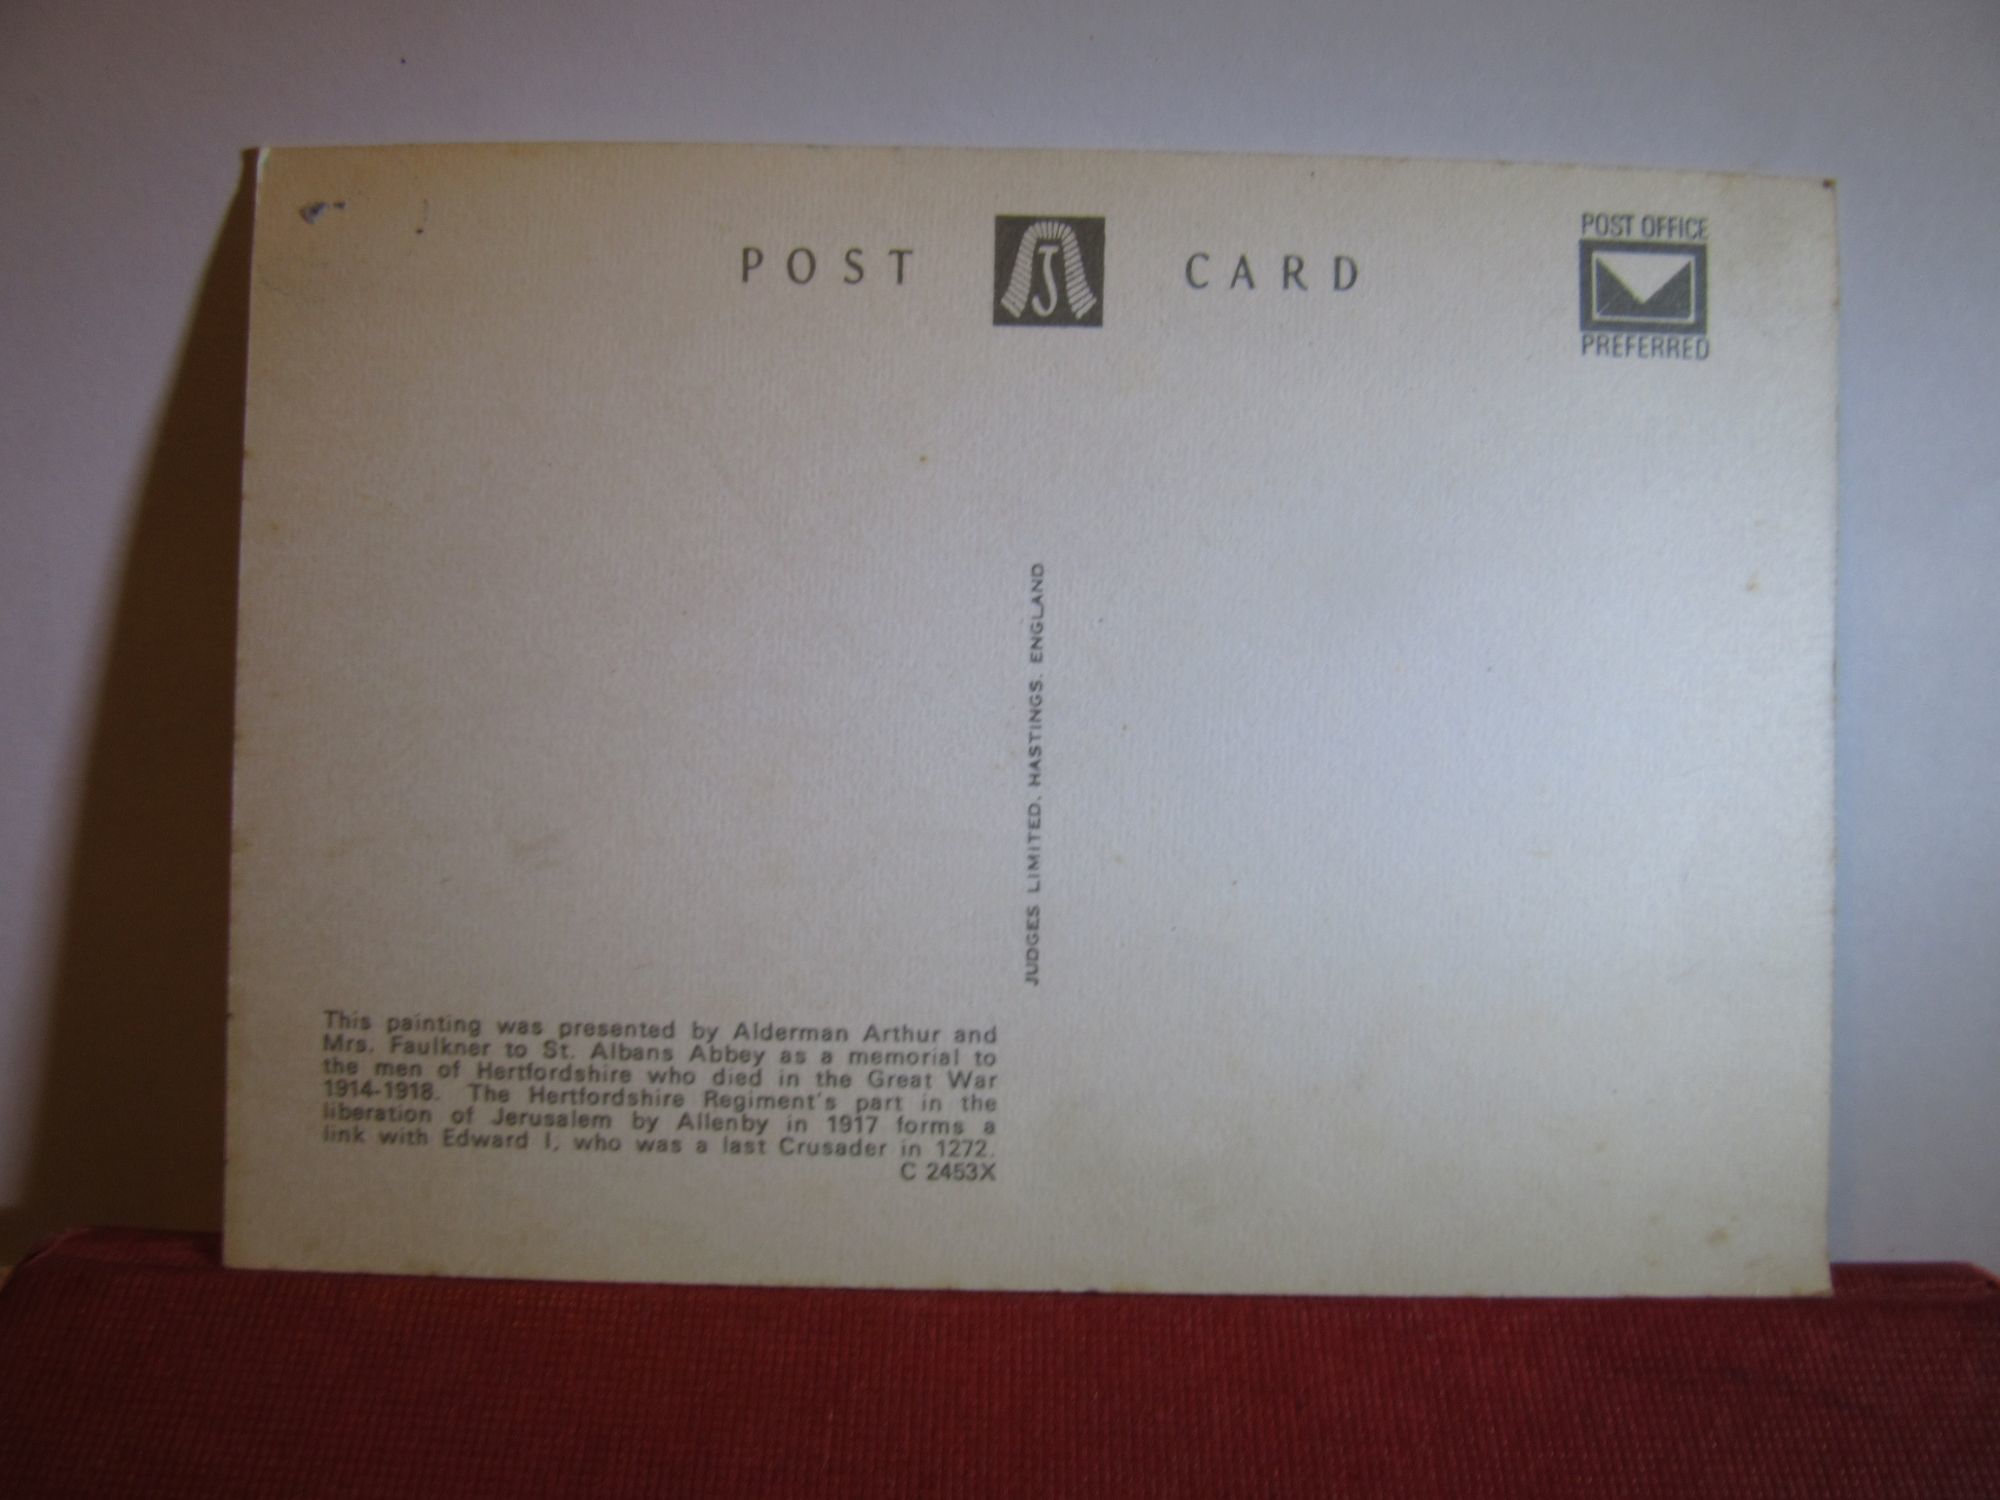 POST J CARD
POST OFFICE
PREFERRED
JUDGES LIMITED. HASTINGS. ENGLAND
This painting was presented by Alderman Arthur and
Mrs. Faulkner to St. Albans Abbey as a memorial to
the men of Hertfordshire who died in the Great War
1914-1918. The Hertfordshire Regiment's part in the
liberation of Jerusalem by Allenby in 1917 forms a
link with Edward I, who was a last Crusader in 1272.
C 2453X